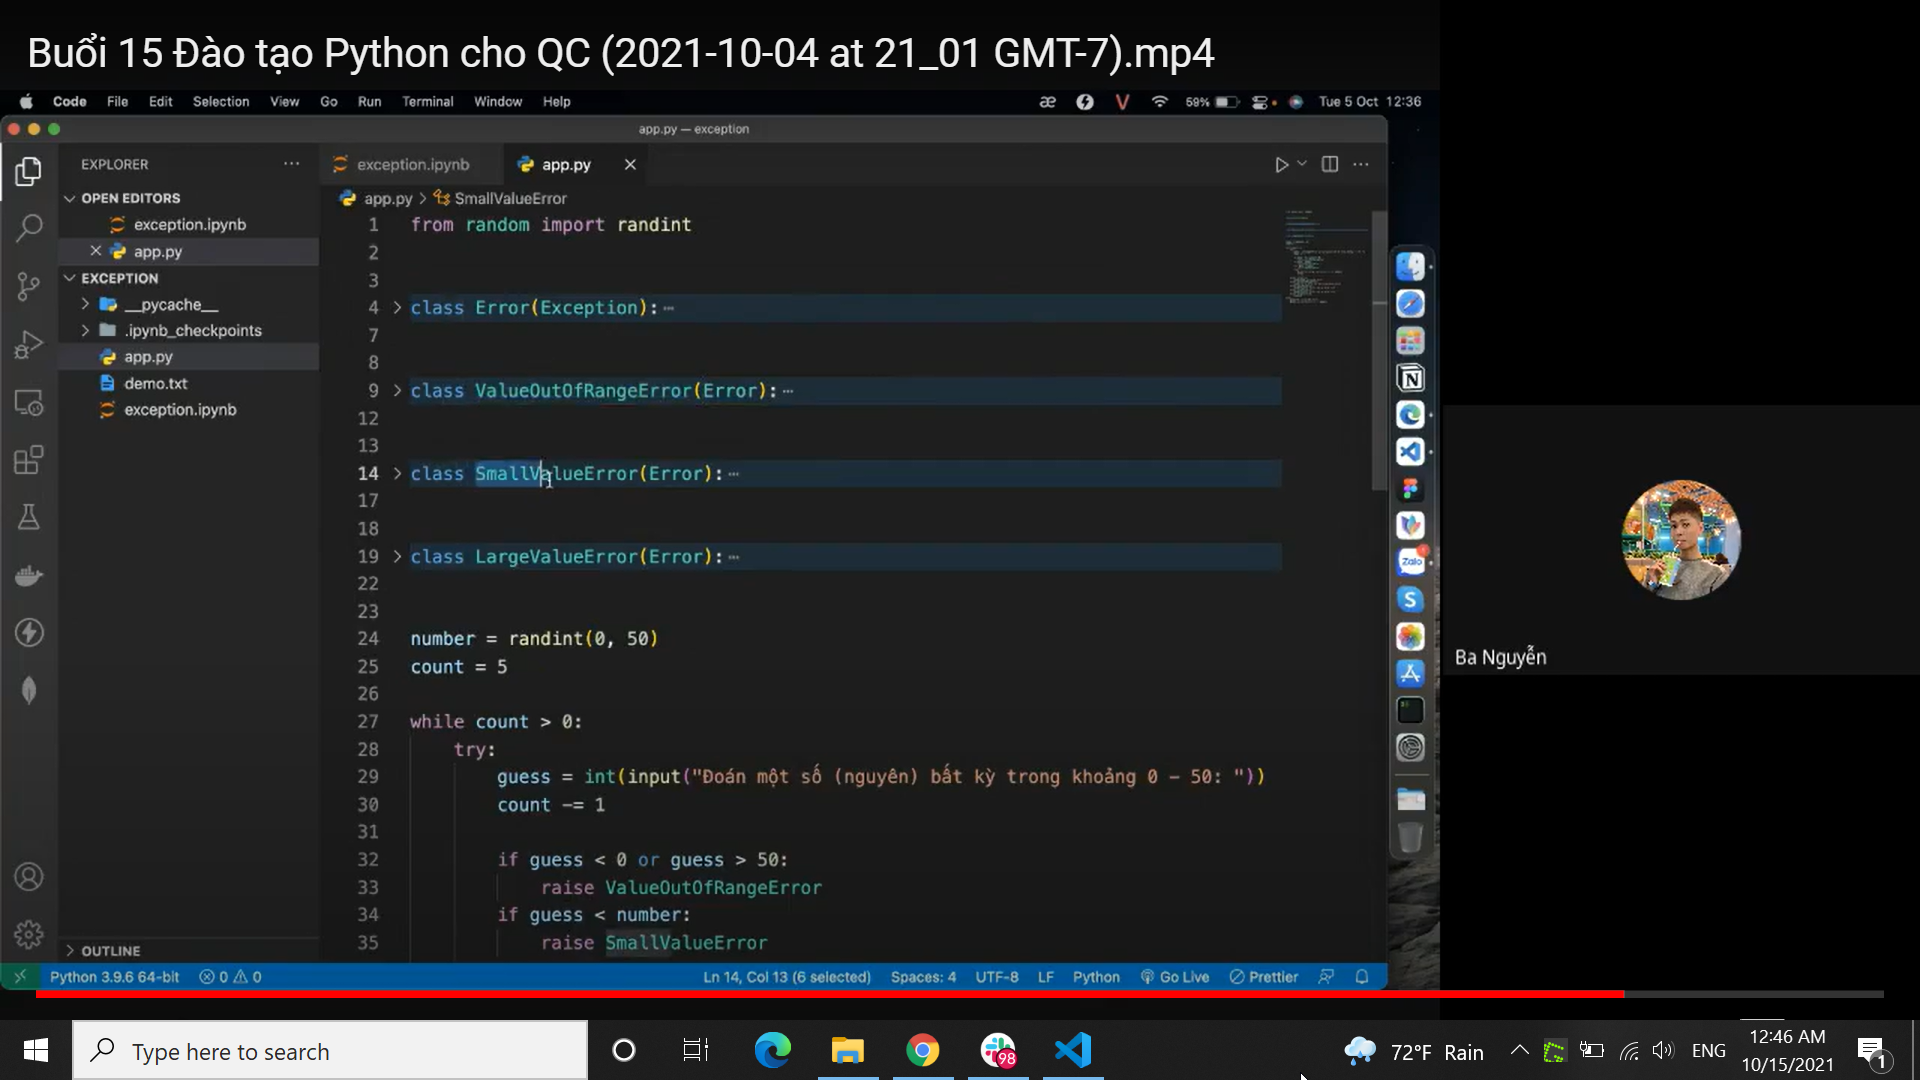 Buổi 15 Đào tạo Python cho QC (2021-10-04 at 21_01 GMT-7).mp4
Code File Edit Selection View Go Run Terminal Window Help
59% Tue 5 Oct 12:36
app.py — exception
EXPLORER
exception.ipynb
app.py
OPEN EDITORS
exception.ipynb
app.py
EXCEPTION
__pycache__
.ipynb_checkpoints
app.py
demo.txt
exception.ipynb
OUTLINE
app.py > SmallValueError
1 from random import randint
2
3
4 class Error(Exception):
7
8
9 class ValueOutOfRangeError(Error):
12
13
14 class SmallValueError(Error):
17
18
19 class LargeValueError(Error):
22
23
24 number = randint(0, 50)
25 count = 5
26
27 while count > 0:
28 try:
29 guess = int(input("Đoán một số (nguyên) bất kỳ trong khoảng 0 - 50: "))
30 count -= 1
31
32 if guess < 0 or guess > 50:
33 raise ValueOutOfRangeError
34 if guess < number:
35 raise SmallValueError
Python 3.9.6 64-bit 0 0 Ln 14, Col 13 (6 selected) Spaces: 4 UTF-8 LF Python Go Live Prettier
Zalo
Ba Nguyễn
Type here to search
98
72°F Rain
ENG
12:46 AM
10/15/2021
1